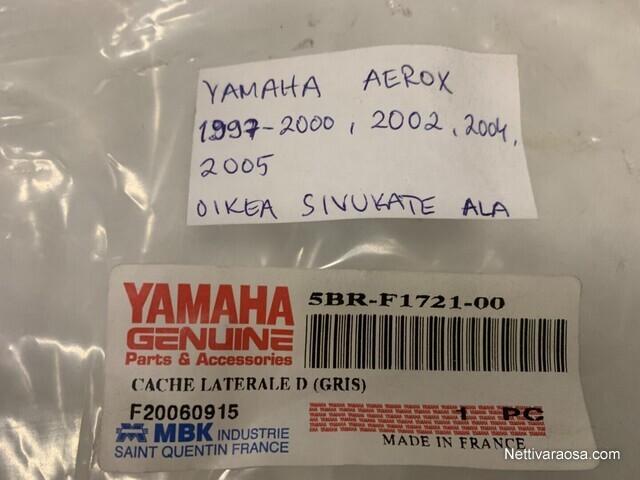 YAMAHA AEROX
1997-2000, 2002, 2004,
2005
OIKEA SIVUKATE ALA
YAMAHA
GENUINE
Parts & Accessories
5BR-F1721-00
CACHE LATERALE D (GRIS)
F20060915
1 PC
MBK INDUSTRIE
SAINT QUENTIN FRANCE
MADE IN FRANCE
Nettivaraosa.com